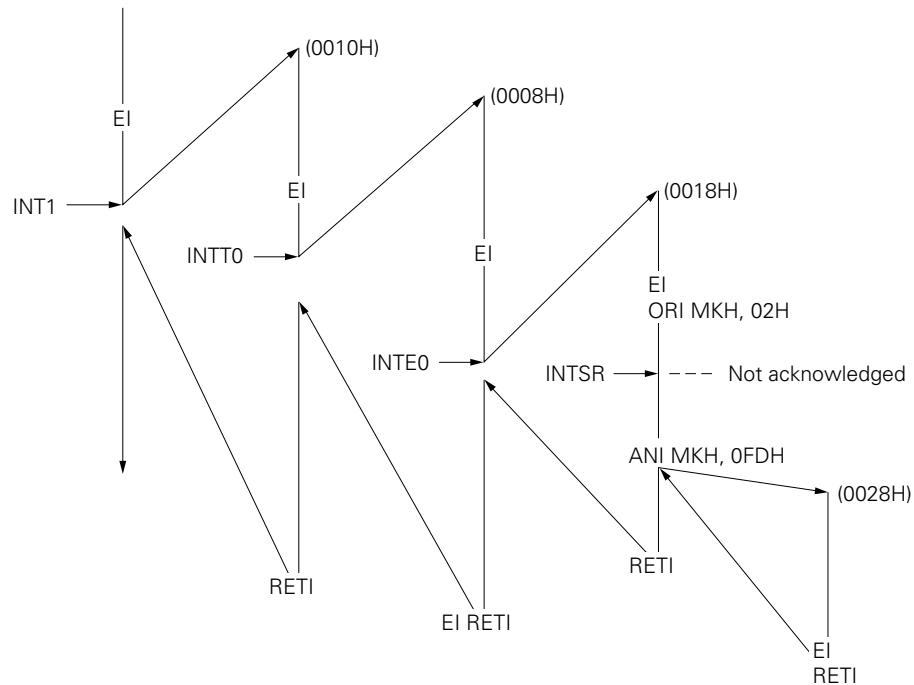 (0010H)
(0008H)
EI
EI
(0018H)
INT1
INTT0
EI
EI
ORI MKH, 02H
INTE0
INTSR
Not acknowledged
ANI MKH, 0FDH
(0028H)
RETI
RETI
EI RETI
EI
RETI